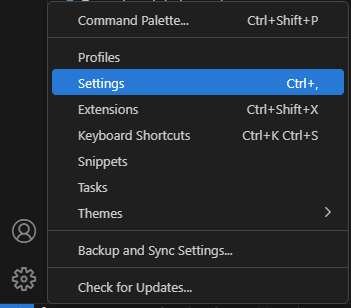 Command Palette... Ctrl+Shift+P
Profiles
Settings Ctrl+,
Extensions Ctrl+Shift+X
Keyboard Shortcuts Ctrl+K Ctrl+S
Snippets
Tasks
Themes
Backup and Sync Settings...
Check for Updates...